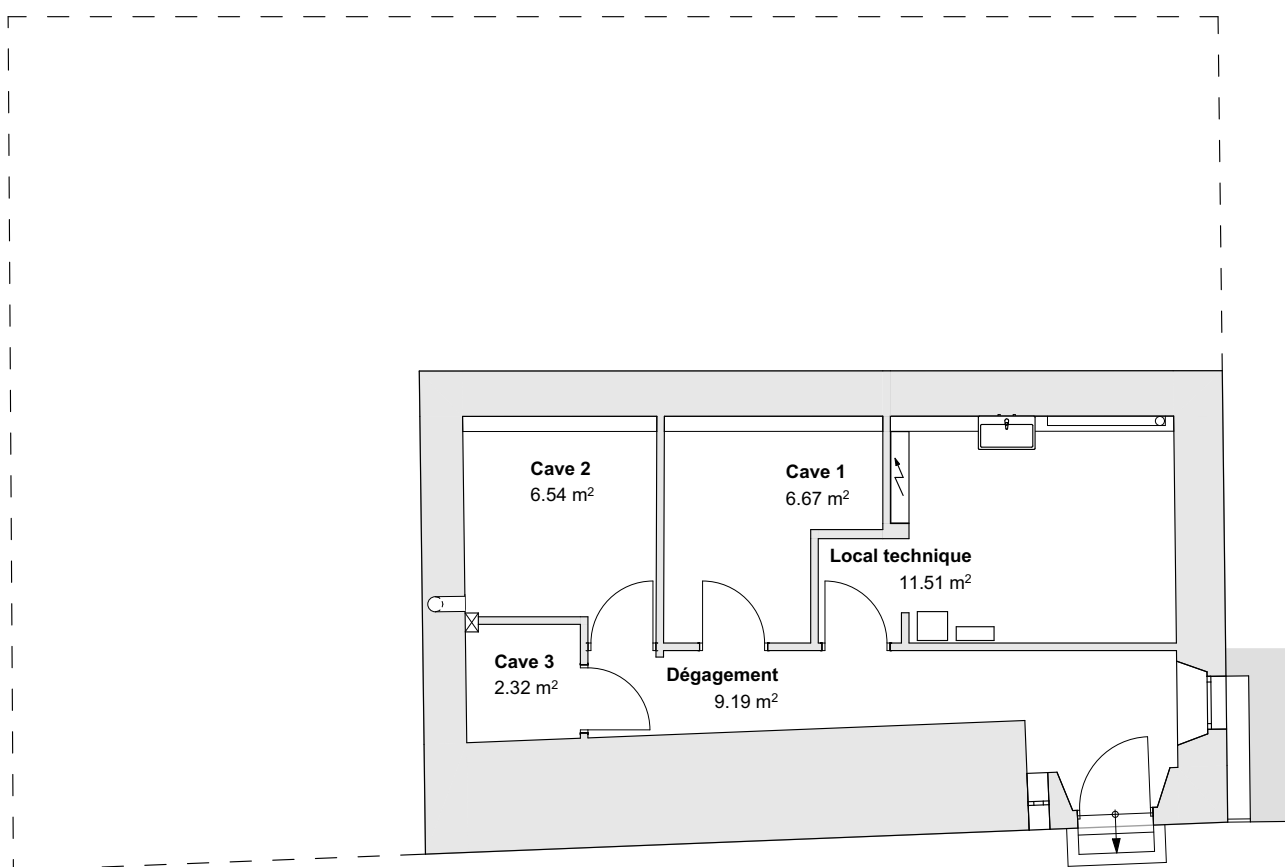 Cave 2
6.54 m²
Cave 1
6.67 m²
Local technique
11.51 m²
Cave 3
2.32 m²
Dégagement
9.19 m²